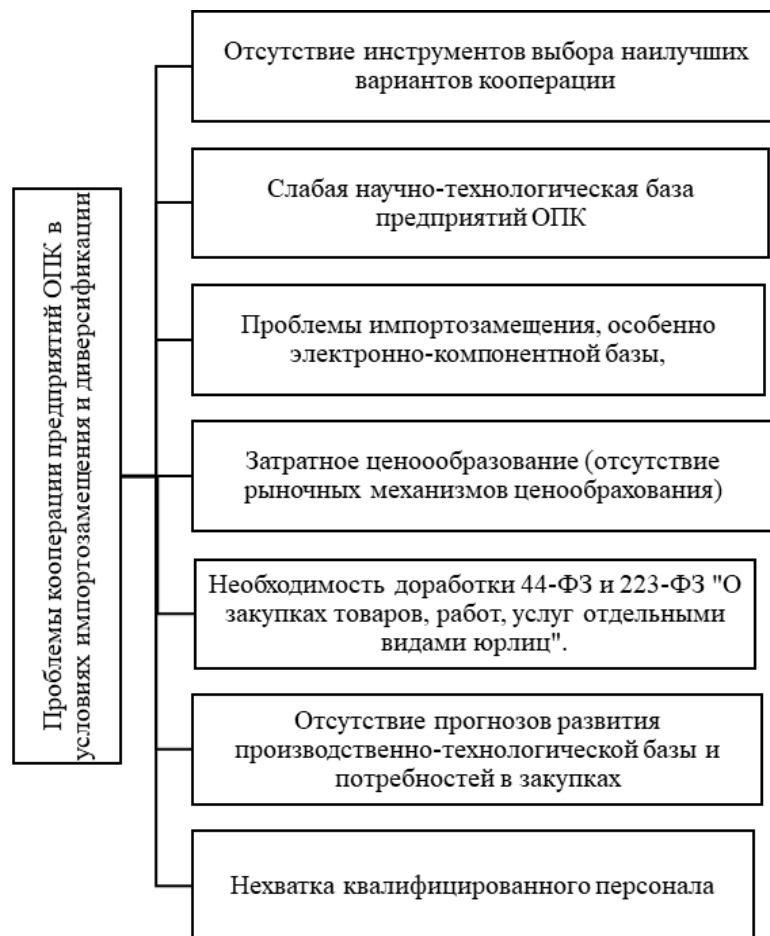 Проблемы кооперации предприятий ОПК в
условиях импортозамещения и диверсификации
Отсутствие инструментов выбора наилучших
вариантов кооперации
Слабая научно-технологическая база
предприятий ОПК
Проблемы импортозамещения, особенно
электронно-компонентной базы,
Затратное ценоообразование (отсутствие
рыночных механизмов ценообрахования)
Необходимость доработки 44-ФЗ и 223-ФЗ "О
закупках товаров, работ, услуг отдельными
видами юрлиц".
Отсутствие прогнозов развития
производственно-технологической базы и
потребностей в закупках
Нехватка квалифицированного персонала